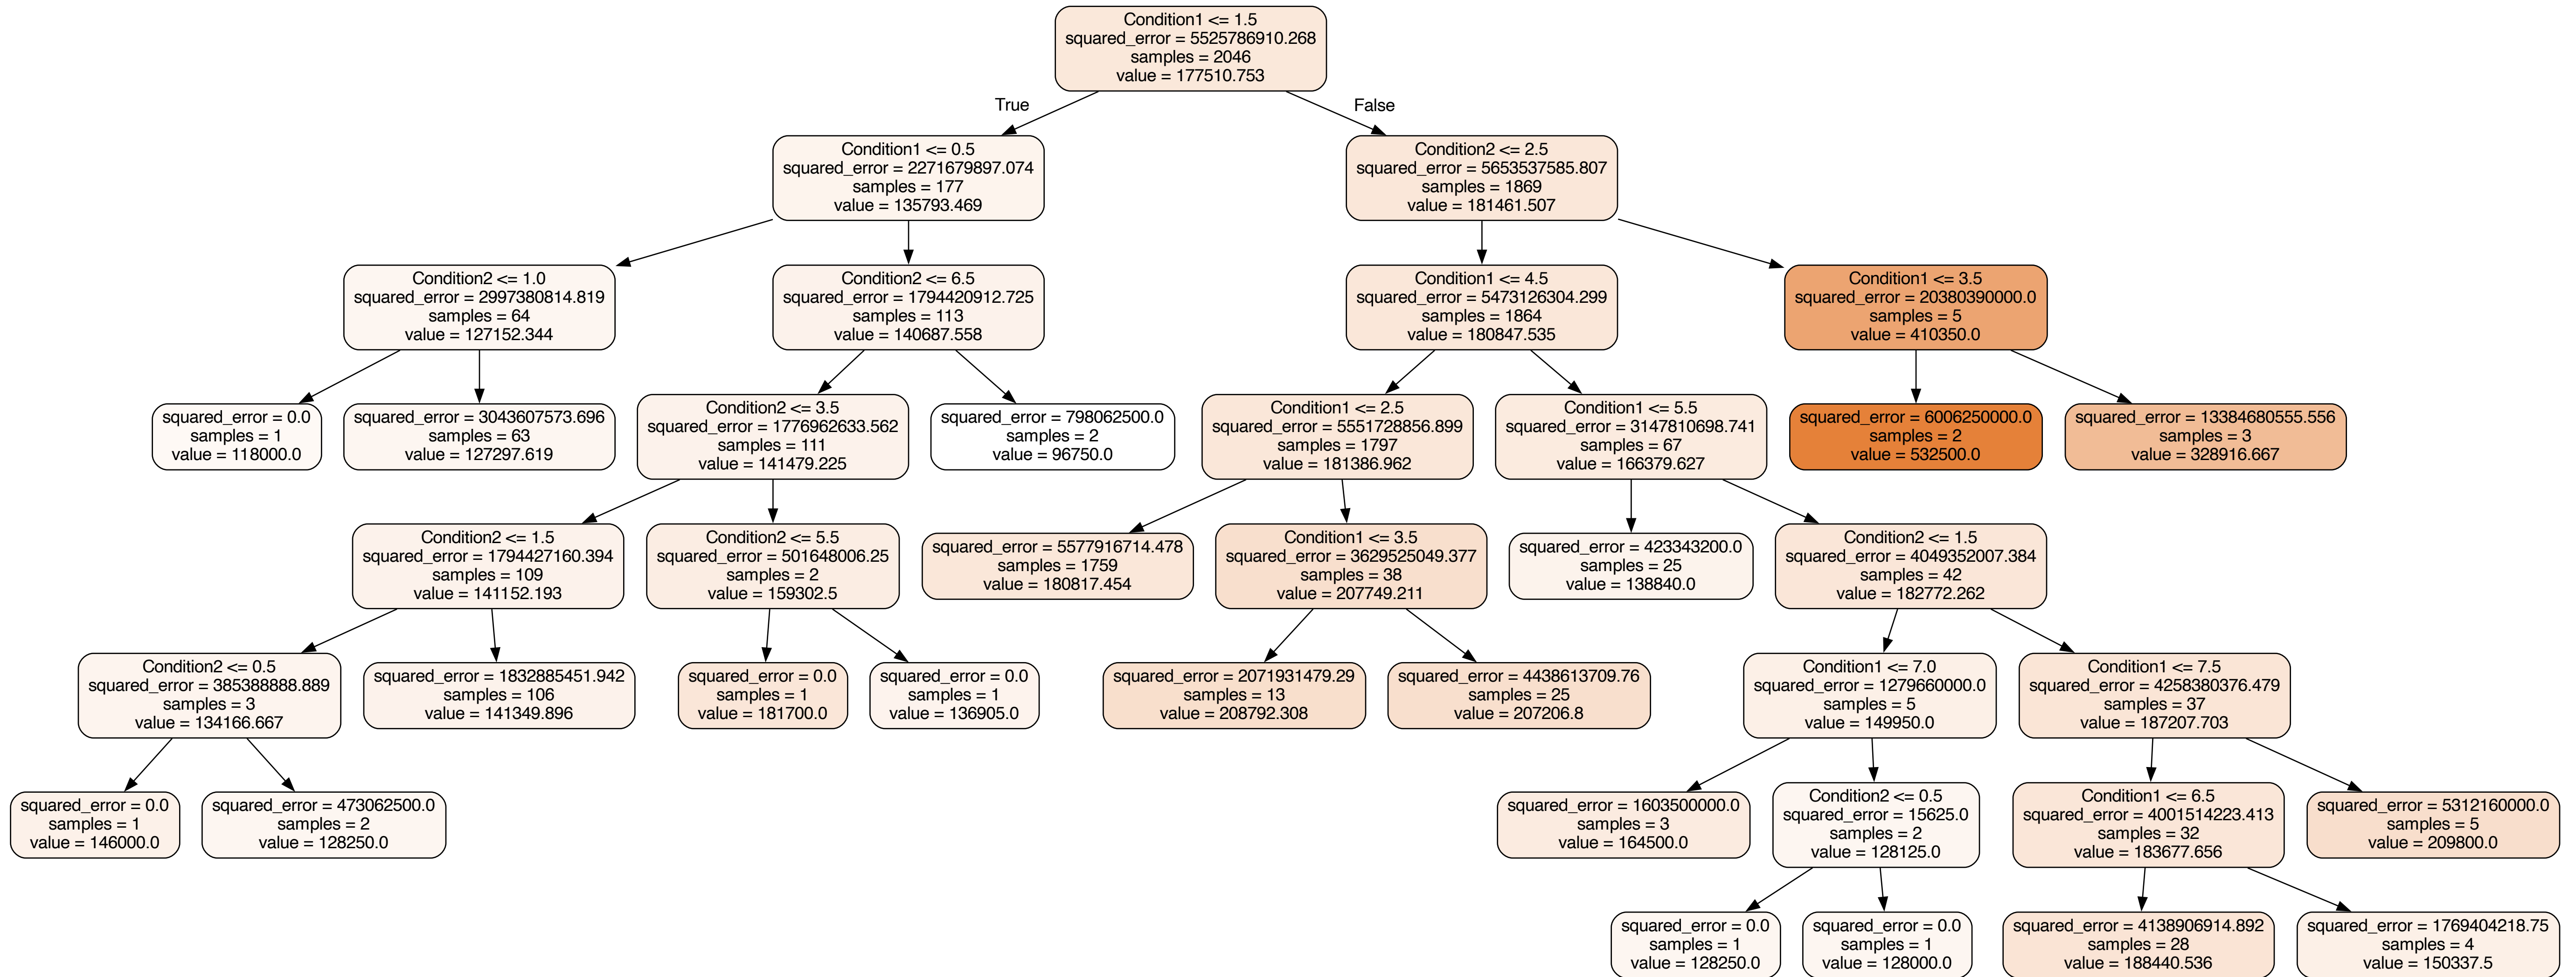 Condition1 <= 1.5
squared_error = 5525786910.268
samples = 2046
value = 177510.753
True
False
Condition1 <= 0.5
squared_error = 2271679897.074
samples = 177
value = 135793.469
Condition2 <= 2.5
squared_error = 5653537585.807
samples = 1869
value = 181461.507
Condition2 <= 1.0
squared_error = 2997380814.819
samples = 64
value = 127152.344
Condition2 <= 6.5
squared_error = 1794420912.725
samples = 113
value = 140687.558
Condition1 <= 4.5
squared_error = 5473126304.299
samples = 1864
value = 180847.535
Condition1 <= 3.5
squared_error = 20380390000.0
samples = 5
value = 410350.0
squared_error = 0.0
samples = 1
value = 118000.0
squared_error = 3043607573.696
samples = 63
value = 127297.619
Condition2 <= 3.5
squared_error = 1776962633.562
samples = 111
value = 141479.225
squared_error = 798062500.0
samples = 2
value = 96750.0
Condition1 <= 2.5
squared_error = 5551728856.899
samples = 1797
value = 181386.962
Condition1 <= 5.5
squared_error = 3147810698.741
samples = 67
value = 166379.627
squared_error = 6006250000.0
samples = 2
value = 532500.0
squared_error = 13384680555.556
samples = 3
value = 328916.667
Condition2 <= 1.5
squared_error = 1794427160.394
samples = 109
value = 141152.193
Condition2 <= 5.5
squared_error = 501648006.25
samples = 2
value = 159302.5
squared_error = 5577916714.478
samples = 1759
value = 180817.454
Condition1 <= 3.5
squared_error = 3629525049.377
samples = 38
value = 207749.211
squared_error = 423343200.0
samples = 25
value = 138840.0
Condition2 <= 1.5
squared_error = 4049352007.384
samples = 42
value = 182772.262
Condition2 <= 0.5
squared_error = 385388888.889
samples = 3
value = 134166.667
squared_error = 1832885451.942
samples = 106
value = 141349.896
squared_error = 0.0
samples = 1
value = 181700.0
squared_error = 0.0
samples = 1
value = 136905.0
squared_error = 2071931479.29
samples = 13
value = 208792.308
squared_error = 4438613709.76
samples = 25
value = 207206.8
Condition1 <= 7.0
squared_error = 1279660000.0
samples = 5
value = 149950.0
Condition1 <= 7.5
squared_error = 4258380376.479
samples = 37
value = 187207.703
squared_error = 0.0
samples = 1
value = 146000.0
squared_error = 473062500.0
samples = 2
value = 128250.0
squared_error = 1603500000.0
samples = 3
value = 164500.0
Condition2 <= 0.5
squared_error = 15625.0
samples = 2
value = 128125.0
Condition1 <= 6.5
squared_error = 4001514223.413
samples = 32
value = 183677.656
squared_error = 5312160000.0
samples = 5
value = 209800.0
squared_error = 0.0
samples = 1
value = 128250.0
squared_error = 0.0
samples = 1
value = 128000.0
squared_error = 4138906914.892
samples = 28
value = 188440.536
squared_error = 1769404218.75
samples = 4
value = 150337.5